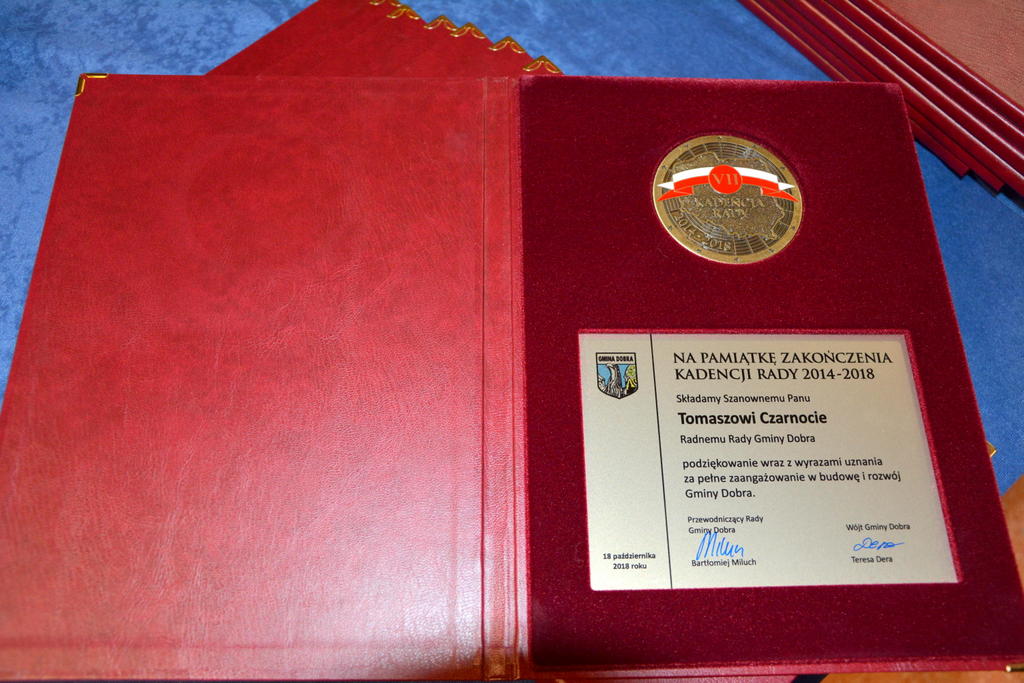 VII
KADENCJA
RADY
2014-2018
GMINA DOBRA
NA PAMIĄTKĘ ZAKOŃCZENIA
KADENCJI RADY 2014-2018
Składamy Szanownemu Panu
Tomaszowi Czarnocie
Radnemu Rady Gminy Dobra
podziękowanie wraz z wyrazami uznania
za pełne zaangażowanie w budowę i rozwój
Gminy Dobra.
Przewodniczący Rady
Gminy Dobra
Miluch
Bartłomiej Miluch
Wójt Gminy Dobra
Dera
Teresa Dera
18 października
2018 roku